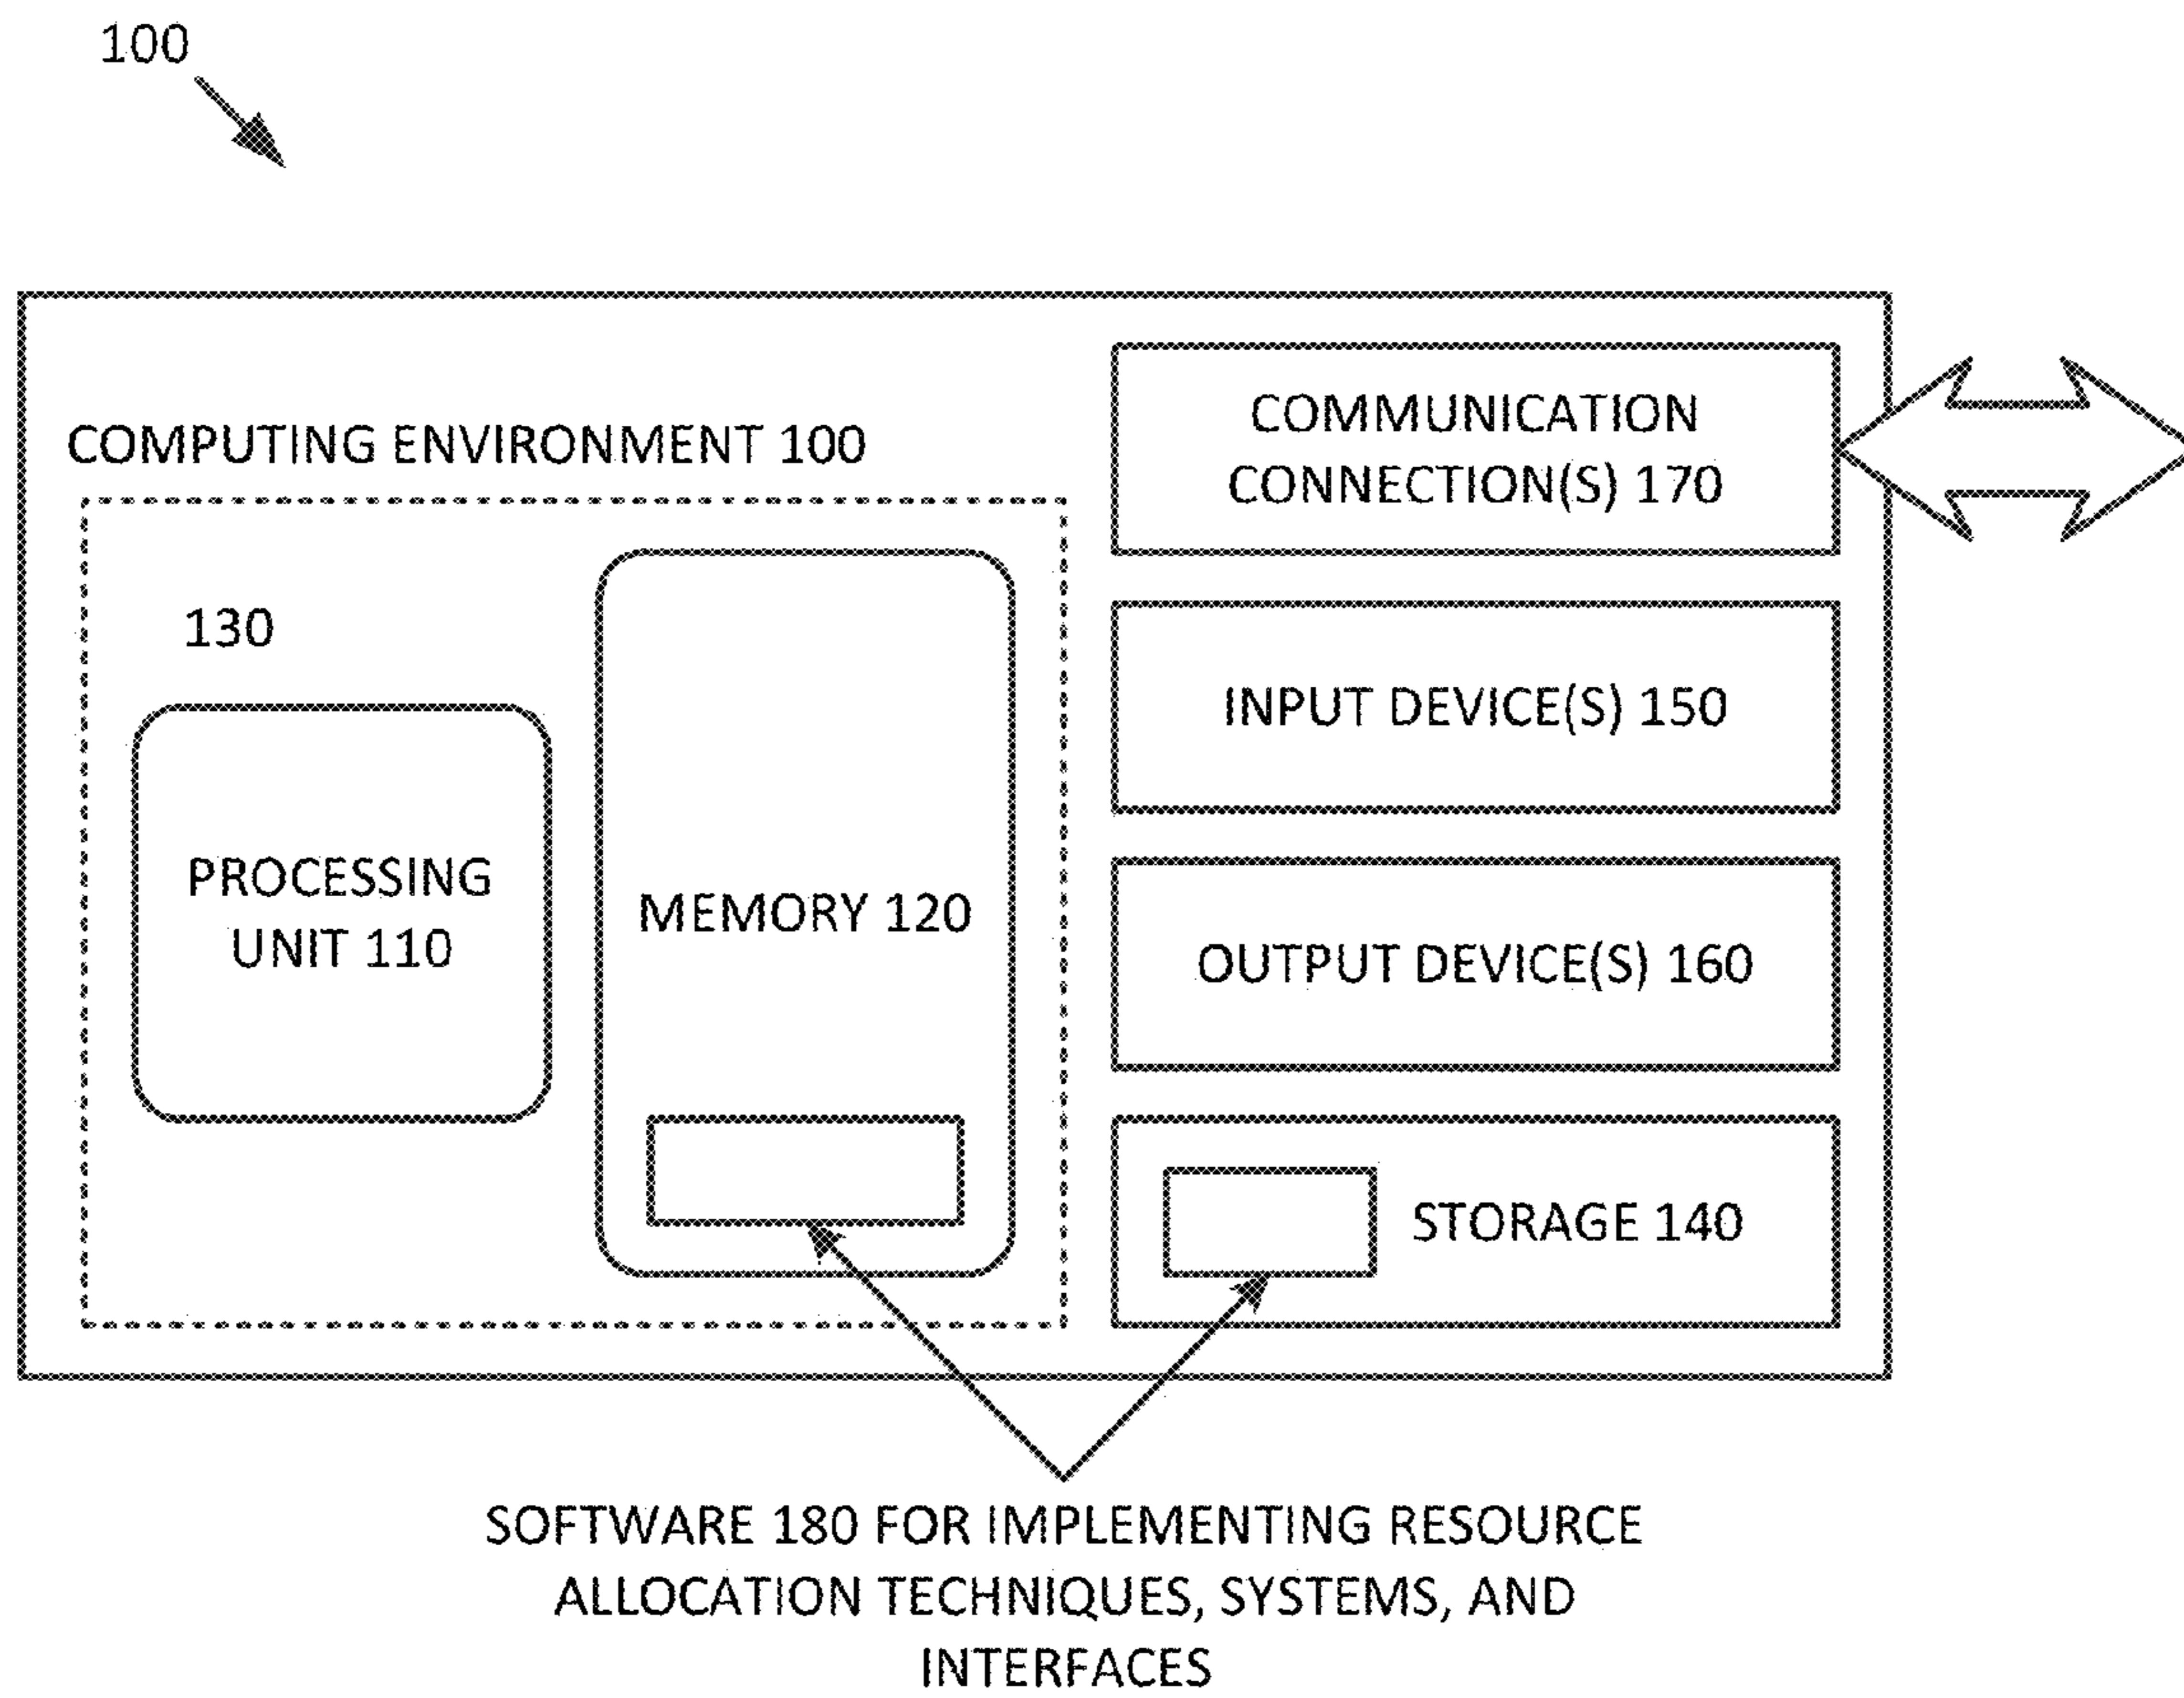 100
COMPUTING ENVIRONMENT 100
130
PROCESSING
UNIT 110
MEMORY 120
COMMUNICATION
CONNECTION(S) 170
INPUT DEVICE(S) 150
OUTPUT DEVICE(S) 160
STORAGE 140
SOFTWARE 180 FOR IMPLEMENTING RESOURCE
ALLOCATION TECHNIQUES, SYSTEMS, AND
INTERFACES